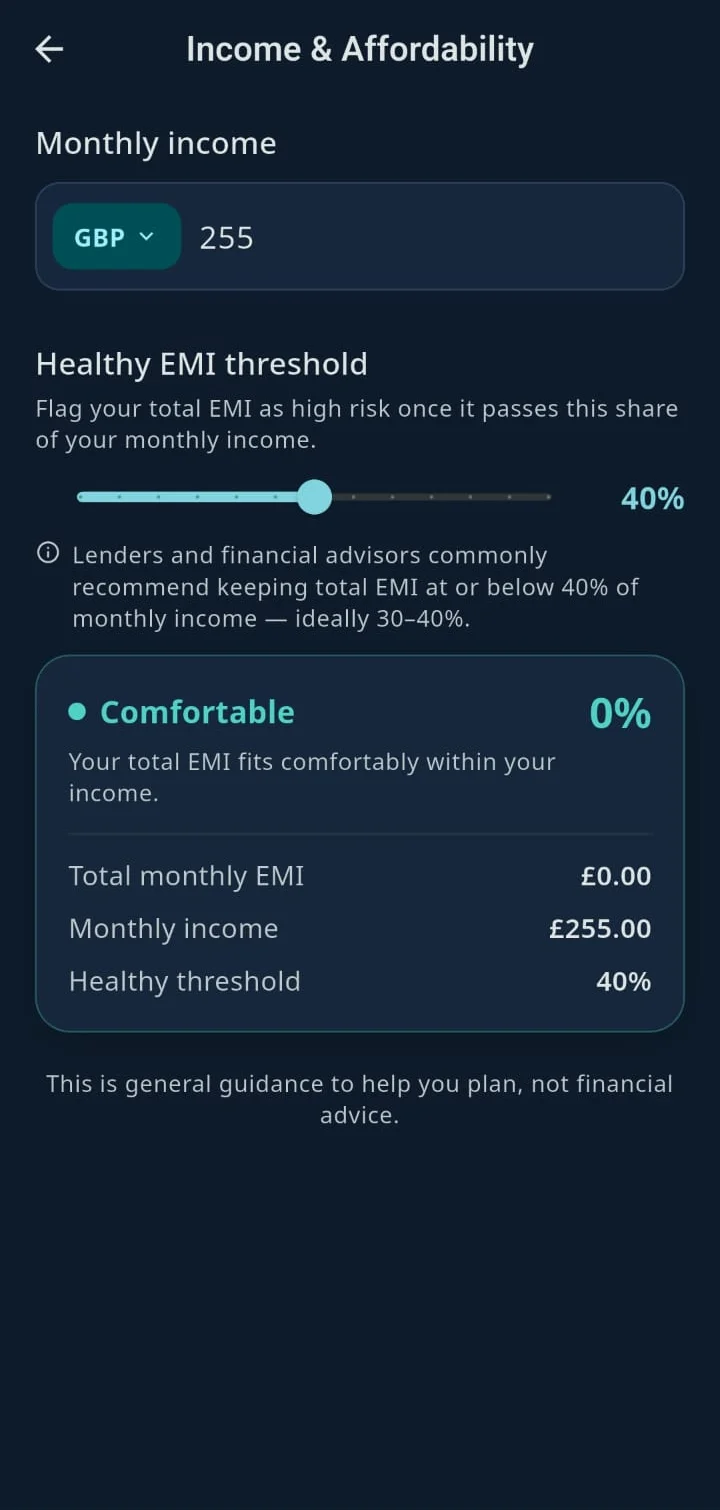 Income & Affordability
Monthly income
GBP 255
Healthy EMI threshold
Flag your total EMI as high risk once it passes this share
of your monthly income.
40%
Lenders and financial advisors commonly
recommend keeping total EMI at or below 40% of
monthly income — ideally 30–40%.
Comfortable 0%
Your total EMI fits comfortably within your
income.
Total monthly EMI £0.00
Monthly income £255.00
Healthy threshold 40%
This is general guidance to help you plan, not financial
advice.